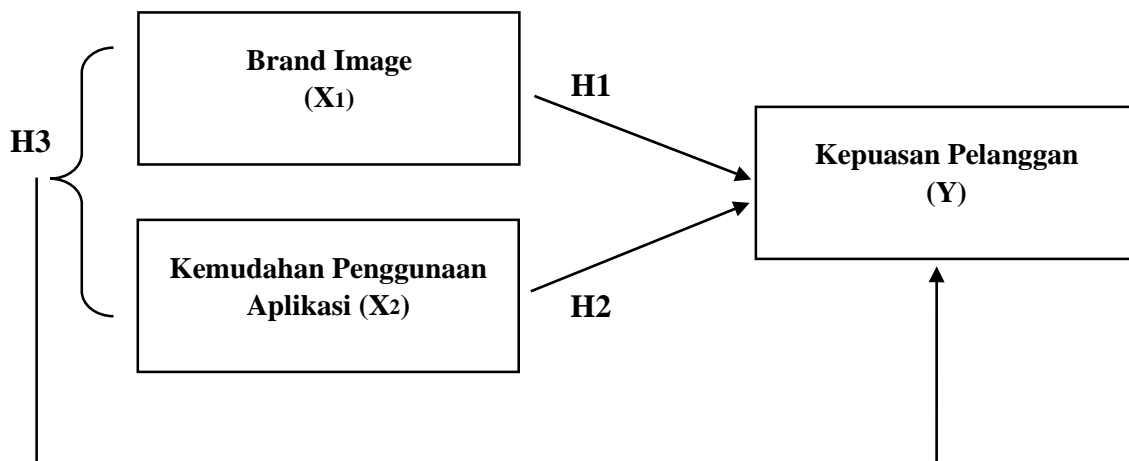 Brand Image
(X1)
H1
H3
Kepuasan Pelanggan
(Y)
Kemudahan Penggunaan
Aplikasi (X2)
H2